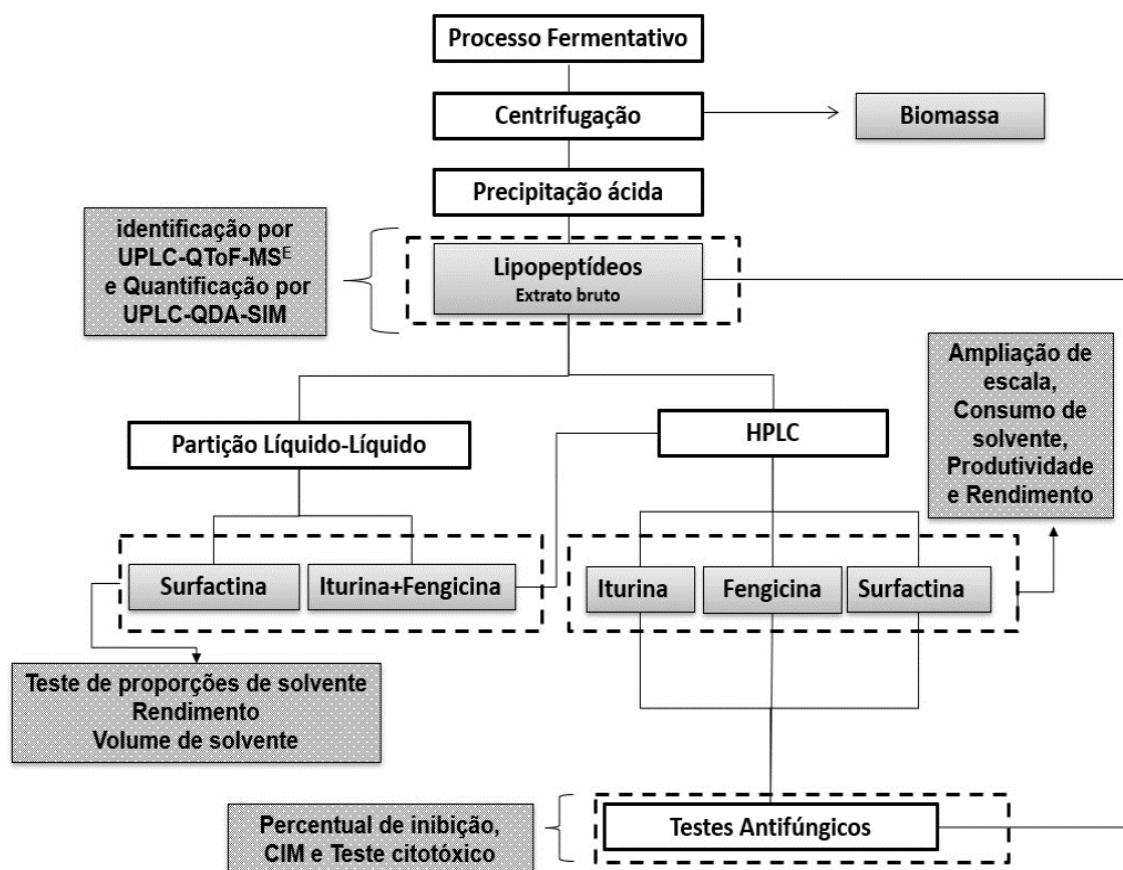 Processo Fermentativo
Centrifugação
Biomassa
Precipitação ácida
identificação por
UPLC-QToF-MSᴱ
e Quantificação por
UPLC-QDA-SIM
Lipopeptídeos
Extrato bruto
Ampliação de
escala,
Consumo de
solvente,
Produtividade
e Rendimento
Partição Líquido-Líquido
HPLC
Surfactina
Iturina+Fengicina
Iturina
Fengicina
Surfactina
Teste de proporções de solvente
Rendimento
Volume de solvente
Percentual de inibição,
CIM e Teste citotóxico
Testes Antifúngicos